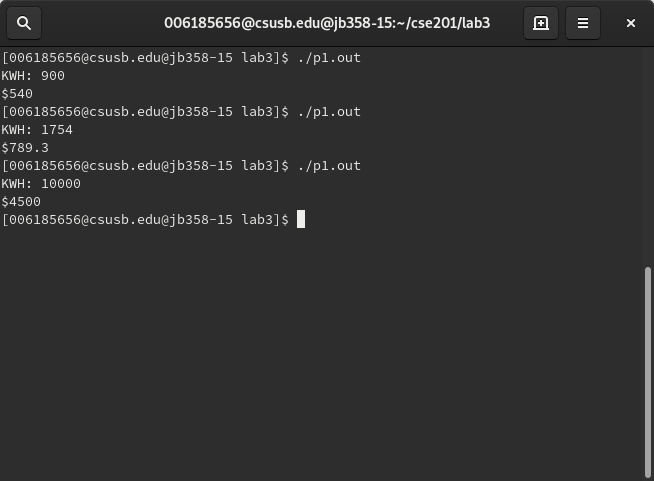 006185656@csusb.edu@jb358-15:~/cse201/lab3
[006185656@csusb.edu@jb358-15 lab3]$ ./p1.out
KWH: 900
$540
[006185656@csusb.edu@jb358-15 lab3]$ ./p1.out
KWH: 1754
$789.3
[006185656@csusb.edu@jb358-15 lab3]$ ./p1.out
KWH: 10000
$4500
[006185656@csusb.edu@jb358-15 lab3]$